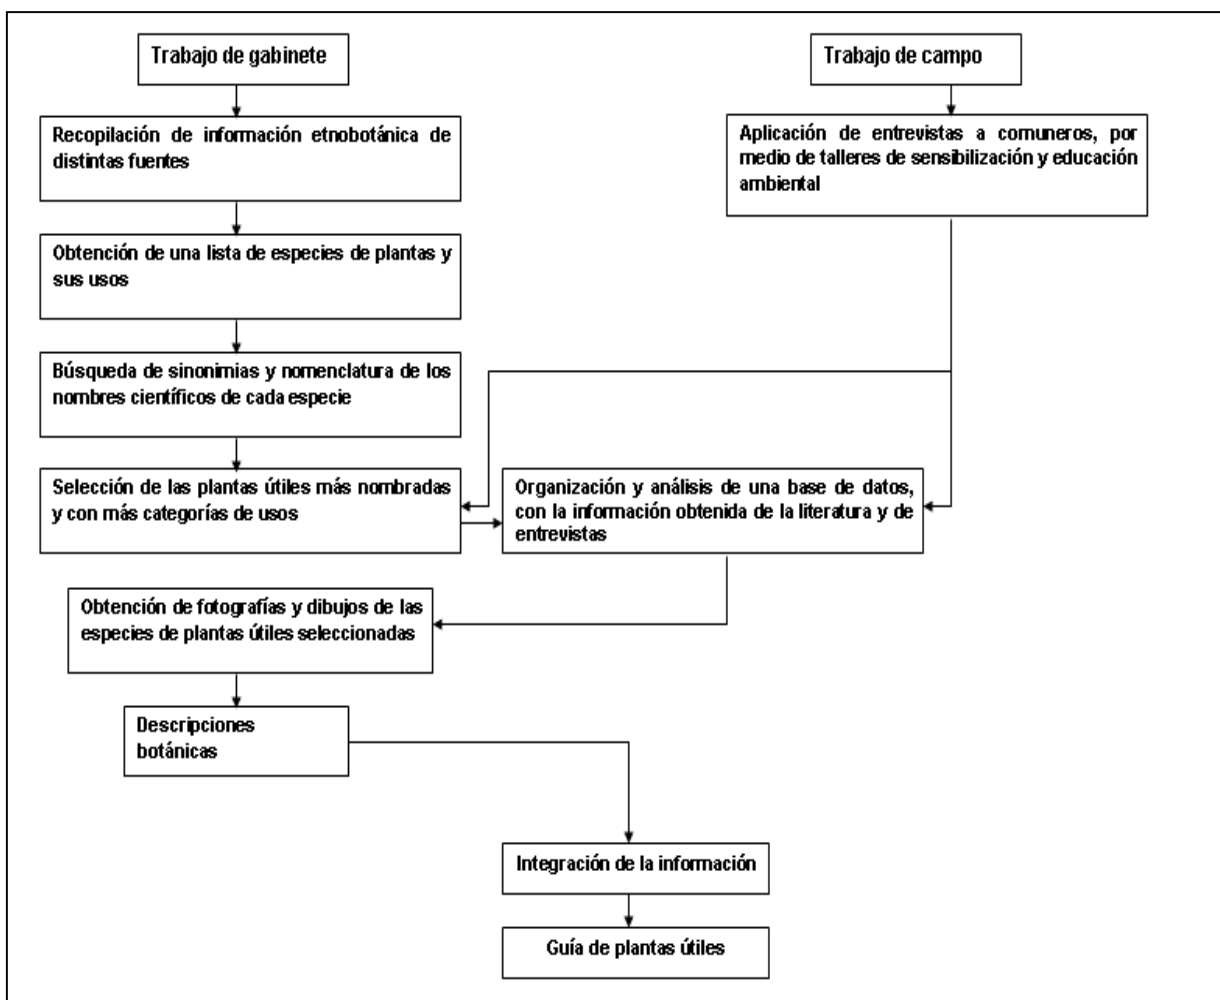 Trabajo de gabinete
Trabajo de campo
Recopilación de información etnobotánica de
distintas fuentes
Aplicación de entrevistas a comuneros, por
medio de talleres de sensibilización y educación
ambiental
Obtención de una lista de especies de plantas y
sus usos
Búsqueda de sinonimias y nomenclatura de los
nombres científicos de cada especie
Selección de las plantas útiles más nombradas
y con más categorías de usos
Organización y análisis de una base de datos,
con la información obtenida de la literatura y de
entrevistas
Obtención de fotografías y dibujos de las
especies de plantas útiles seleccionadas
Descripciones
botánicas
Integración de la información
Guía de plantas útiles